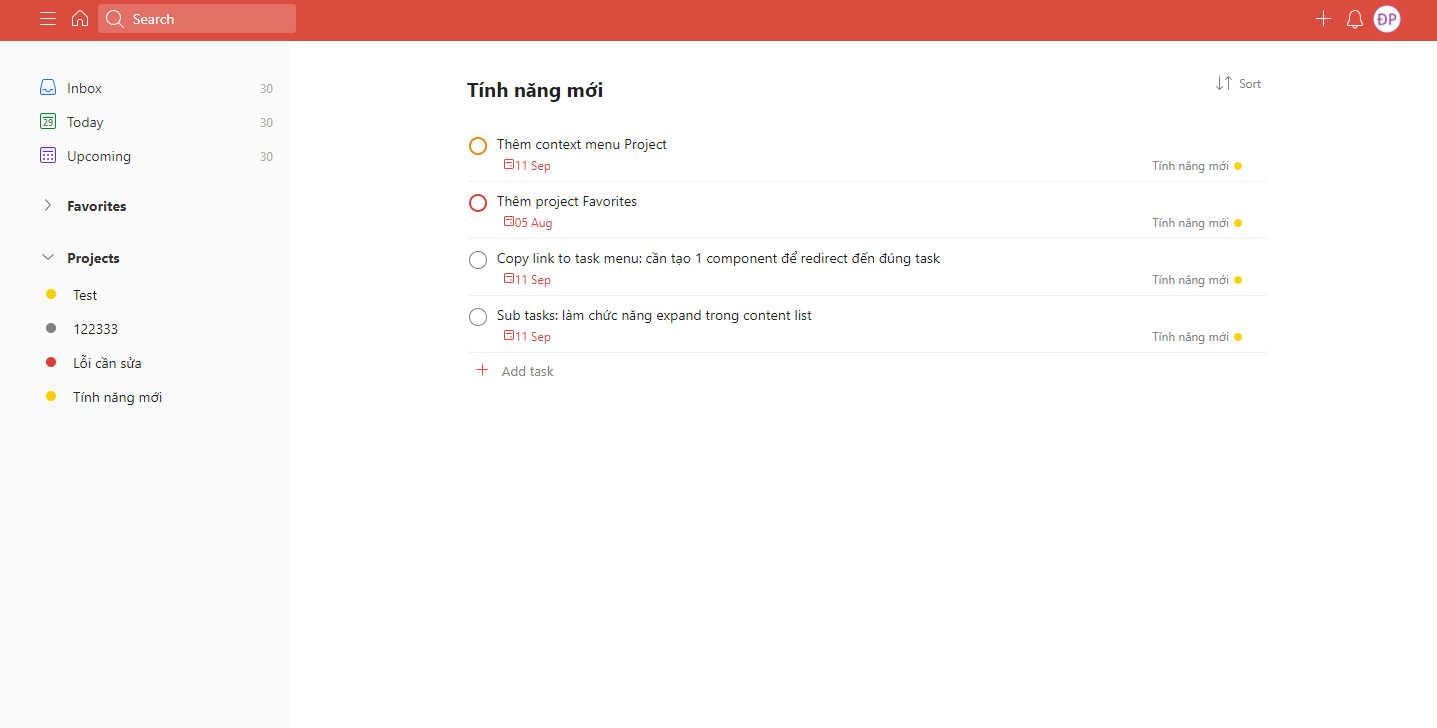 Search
ĐP
Inbox 30
29
Today 30
Upcoming 30
Favorites
Projects
Test
122333
Lỗi cần sửa
Tính năng mới
Tính năng mới
Sort
Thêm context menu Project
11 Sep
Tính năng mới
Thêm project Favorites
05 Aug
Tính năng mới
Copy link to task menu: cần tạo 1 component để redirect đến đúng task
11 Sep
Tính năng mới
Sub tasks: làm chức năng expand trong content list
11 Sep
Tính năng mới
Add task